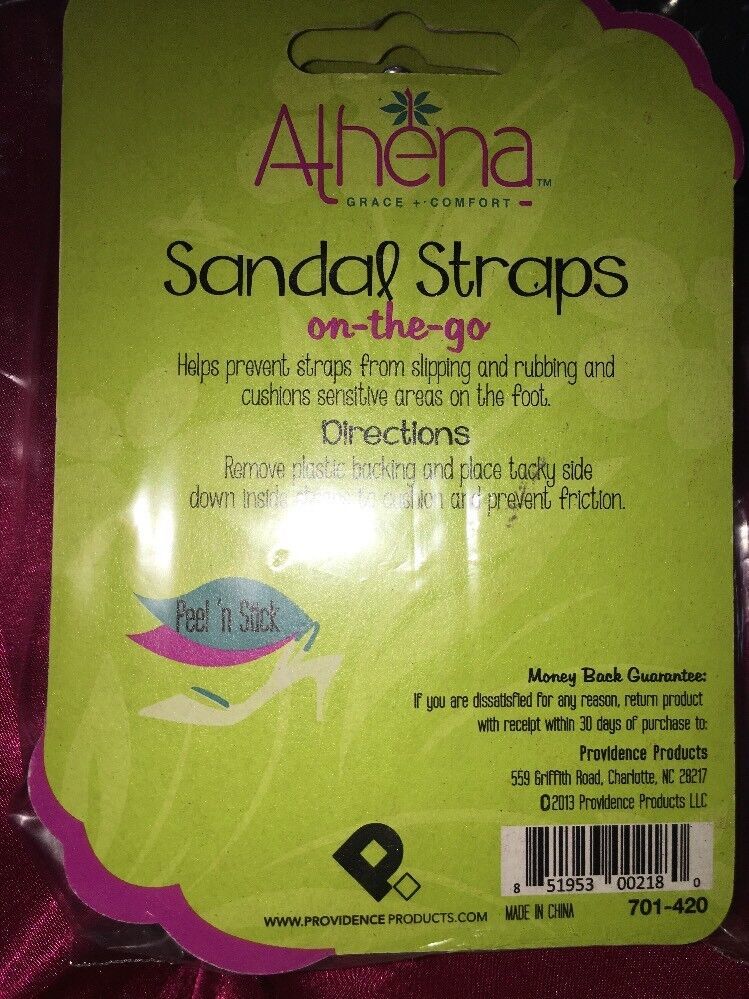 Athena™
GRACE + COMFORT
Sandal Straps
on-the-go
Helps prevent straps from slipping and rubbing and
cushions sensitive areas on the foot.
Directions
Remove plastic backing and place tacky side
down inside straps to cushion and prevent friction.
Peel 'n Stick
Money Back Guarantee:
If you are dissatisfied for any reason, return product
with receipt within 30 days of purchase to:
Providence Products
559 Griffith Road, Charlotte, NC 28217
©2013 Providence Products LLC
8 51953 00218 0
WWW.PROVIDENCEPRODUCTS.COM
MADE IN CHINA 701-420